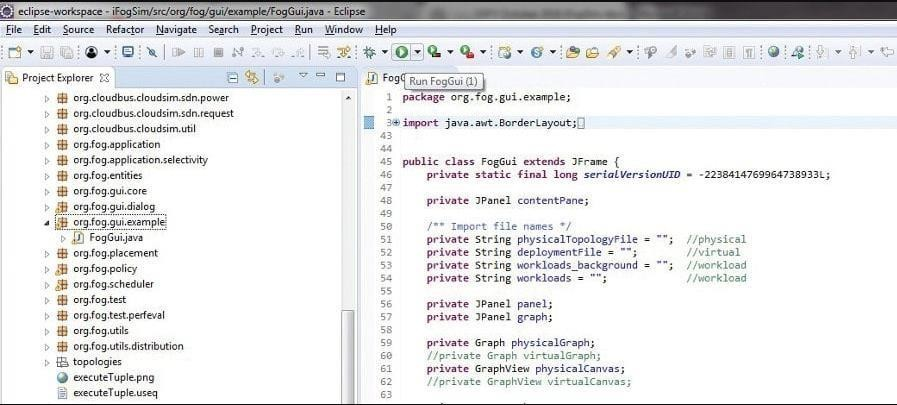 eclipse-workspace - iFogSim/src/org/fog/gui/example/FogGui.java - Eclipse
File Edit Source Refactor Navigate Search Project Run Window Help
Project Explorer
org.cloudbus.cloudsim.sdn.power
org.cloudbus.cloudsim.sdn.request
org.cloudbus.cloudsim.sdn.util
org.fog.application
org.fog.application.selectivity
org.fog.entities
org.fog.gui.core
org.fog.gui.dialog
org.fog.gui.example
FogGui.java
org.fog.placement
org.fog.policy
org.fog.scheduler
org.fog.test
org.fog.test.perfeval
org.fog.utils
org.fog.utils.distribution
topologies
executeTuple.png
executeTuple.useq
FogG
Run FogGui (1)
1 package org.fog.gui.example;
2
3 import java.awt.BorderLayout;
43
44
45 public class FogGui extends JFrame {
46 private static final long serialVersionUID = -2238414769964738933L;
47
48 private JPanel contentPane;
49
50 /** Import file names */
51 private String physicalTopologyFile = ""; //physical
52 private String deploymentFile = ""; //virtual
53 private String workloads_background = ""; //workload
54 private String workloads = ""; //workload
55
56 private JPanel panel;
57 private JPanel graph;
58
59 private Graph physicalGraph;
60 //private Graph virtualGraph;
61 private GraphView physicalCanvas;
62 //private GraphView virtualCanvas;
63